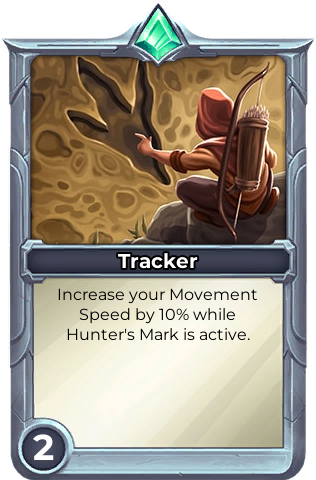 Tracker
Increase your Movement
Speed by 10% while
Hunter's Mark is active.
2